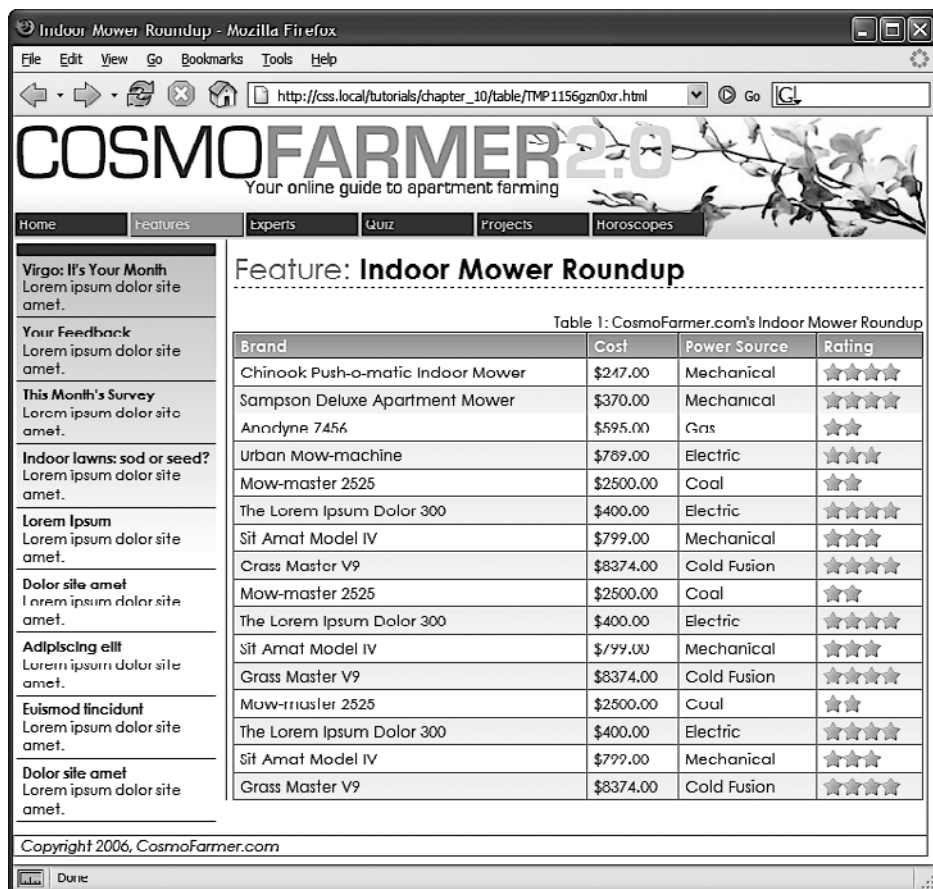 Indoor Mower Roundup - Mozilla Firefox
File Edit View Go Bookmarks Tools Help
http://css.local/tutorials/chapter_10/table/TMP1156gzn0xr.html Go G
COSMOFARMER2.0
Your online guide to apartment farming
Home Features Experts Quiz Projects Horoscopes
Virgo: It's Your Month
Lorem ipsum dolor site
amet.
Your Feedback
Lorem ipsum dolor site
amet.
This Month's Survey
Lorem ipsum dolor site
amet.
Indoor lawns: sod or seed?
Lorem ipsum dolor site
amet.
Lorem Ipsum
Lorem ipsum dolor site
amet.
Dolor site amet
Lorem ipsum dolor site
amet.
Adipiscing elit
Lorem ipsum dolor site
amet.
Euismod tincidunt
Lorem ipsum dolor site
amet.
Dolor site amet
Lorem ipsum dolor site
amet.
Feature: Indoor Mower Roundup
Table 1: CosmoFarmer.com's Indoor Mower Roundup
Brand Cost Power Source Rating
Chinook Push-o-matic Indoor Mower $247.00 Mechanical
Sampson Deluxe Apartment Mower $370.00 Mechanical
Anodyne 7456 $595.00 Gas
Urban Mow-machine $789.00 Electric
Mow-master 2525 $2500.00 Coal
The Lorem Ipsum Dolor 300 $400.00 Electric
Sit Amat Model IV $799.00 Mechanical
Grass Master V9 $8374.00 Cold Fusion
Mow-master 2525 $2500.00 Coal
The Lorem Ipsum Dolor 300 $400.00 Electric
Sit Amat Model IV $799.00 Mechanical
Grass Master V9 $8374.00 Cold Fusion
Mow-master 2525 $2500.00 Coal
The Lorem Ipsum Dolor 300 $400.00 Electric
Sit Amat Model IV $799.00 Mechanical
Grass Master V9 $8374.00 Cold Fusion
Copyright 2006, CosmoFarmer.com
Done